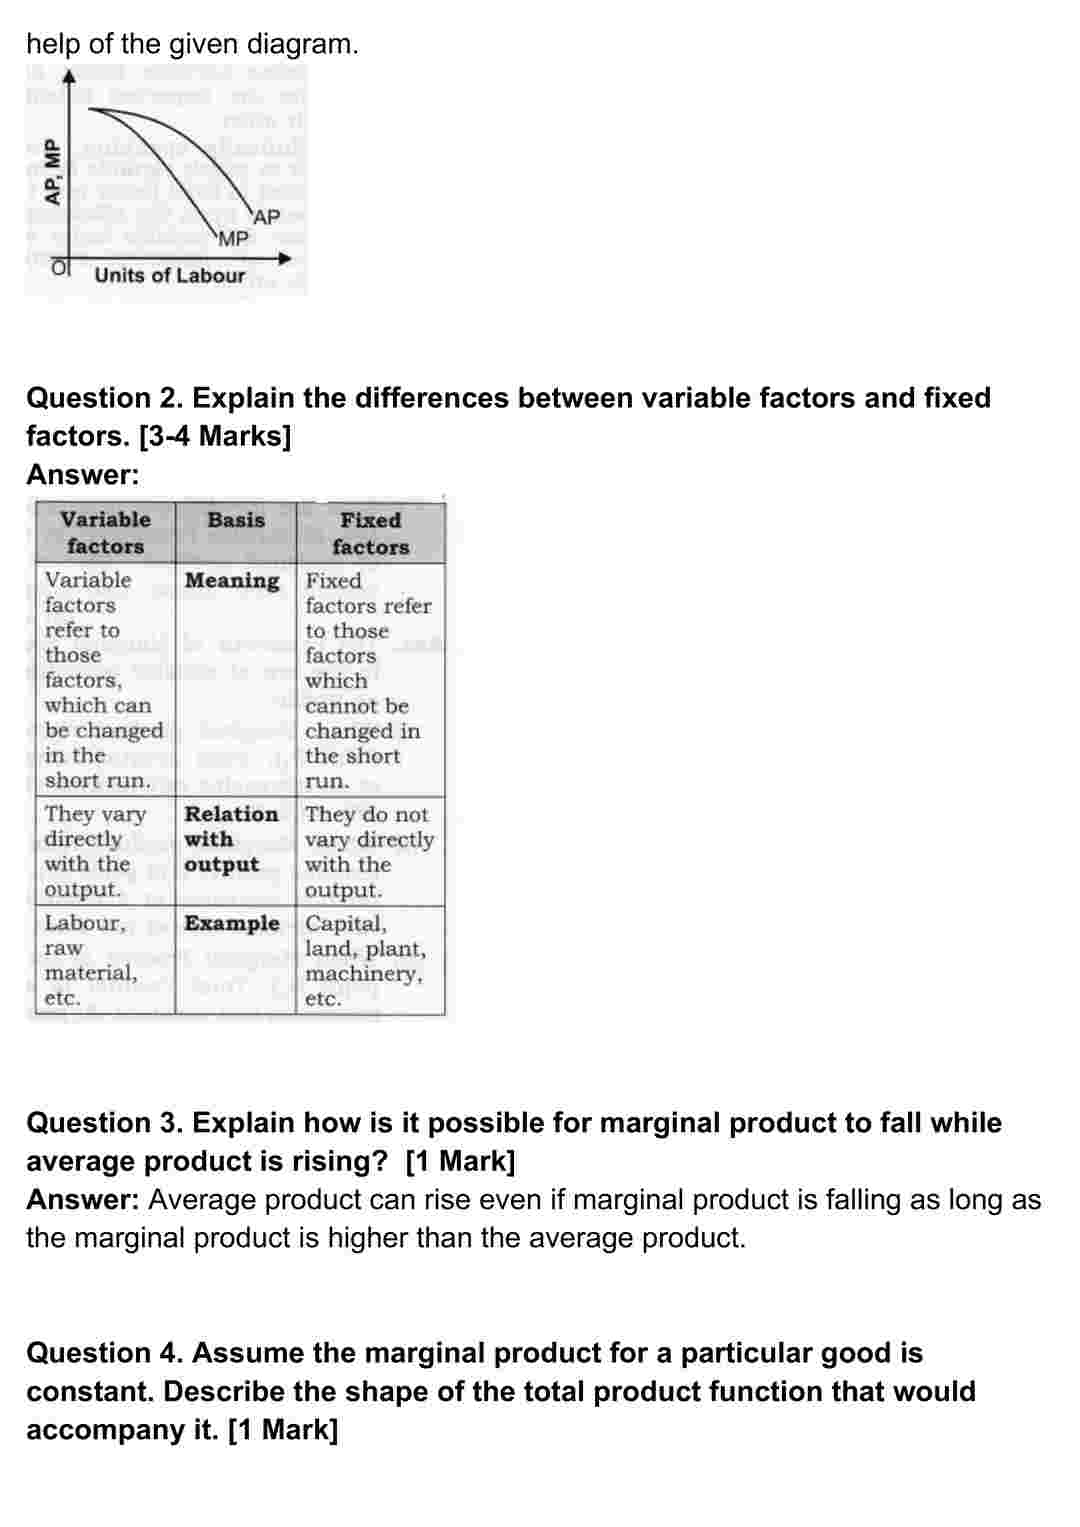 help of the given diagram.
AP, MP
AP
MP
O
Units of Labour
Question 2. Explain the differences between variable factors and fixed
factors. [3-4 Marks]
Answer:
Variable factors | Basis | Fixed factors
Variable
factors
refer to
those
factors,
which can
be changed
in the
short run.
Meaning
Fixed
factors refer
to those
factors
which
cannot be
changed in
the short
run.
They vary
directly
with the
output.
Relation
with
output
They do not
vary directly
with the
output.
Labour,
raw
material,
etc.
Example
Capital,
land, plant,
machinery,
etc.
Question 3. Explain how is it possible for marginal product to fall while
average product is rising? [1 Mark]
Answer: Average product can rise even if marginal product is falling as long as
the marginal product is higher than the average product.
Question 4. Assume the marginal product for a particular good is
constant. Describe the shape of the total product function that would
accompany it. [1 Mark]